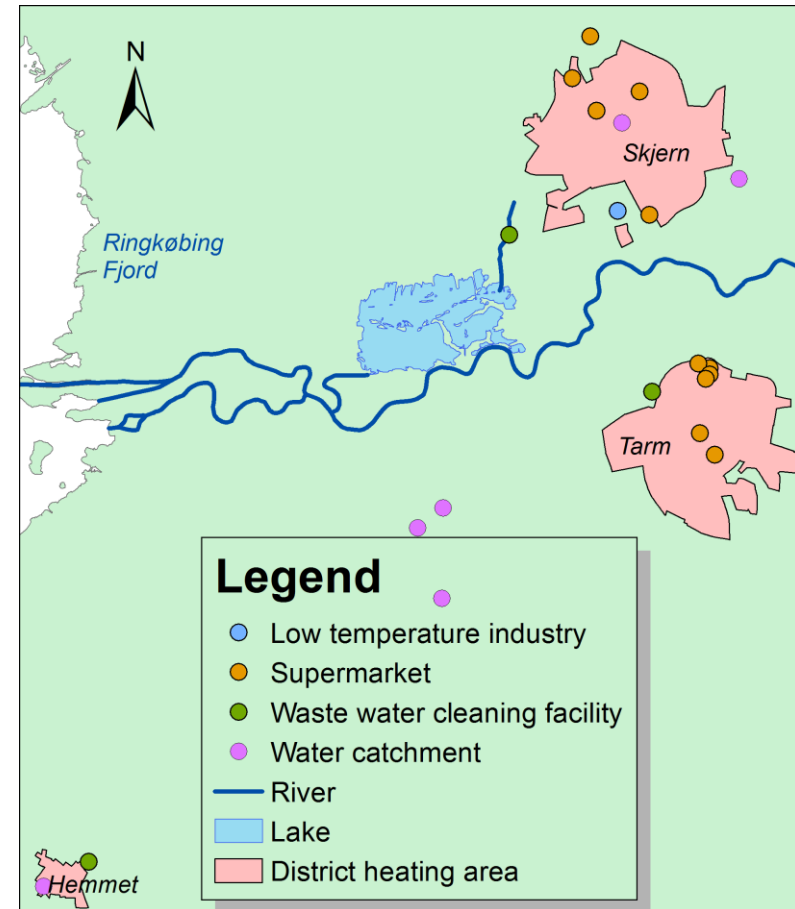 N
Skjern
Ringkøbing
Fjord
Tarm
Legend
Low temperature industry
Supermarket
Waste water cleaning facility
Water catchment
River
Lake
District heating area
Hemmet